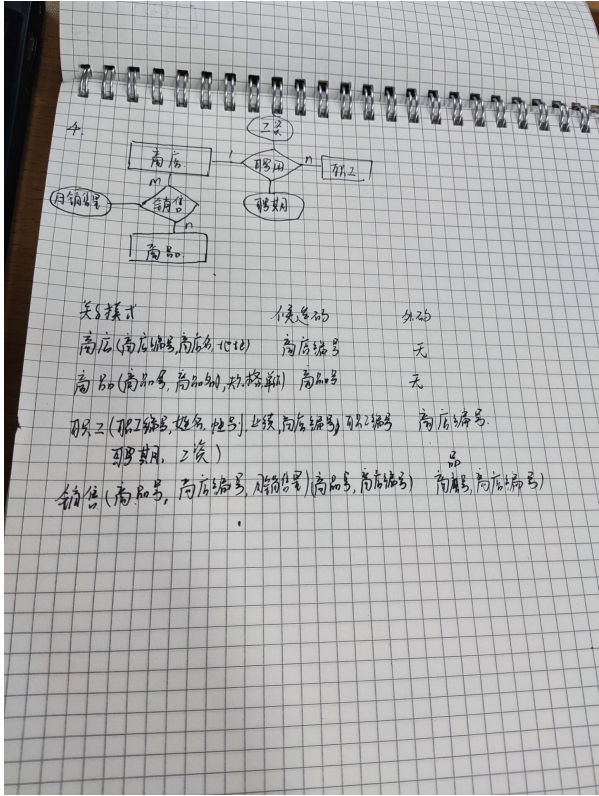 4.
工资
商店 1 聘用 n 职工
m
月销售量 销售 聘期
n
商品
关系模式 候选码 外码
商店(商店编号,商店名,地址) 商店编号 无
商品(商品号,商品名,规格,单价) 商品号 无
职工(职工编号,姓名,性别,业绩,商店编号, 职工编号 商店编号.
聘期, 工资)
品
销售(商品号,商店编号,月销售量) (商品号,商店编号) 商号,商店编号)